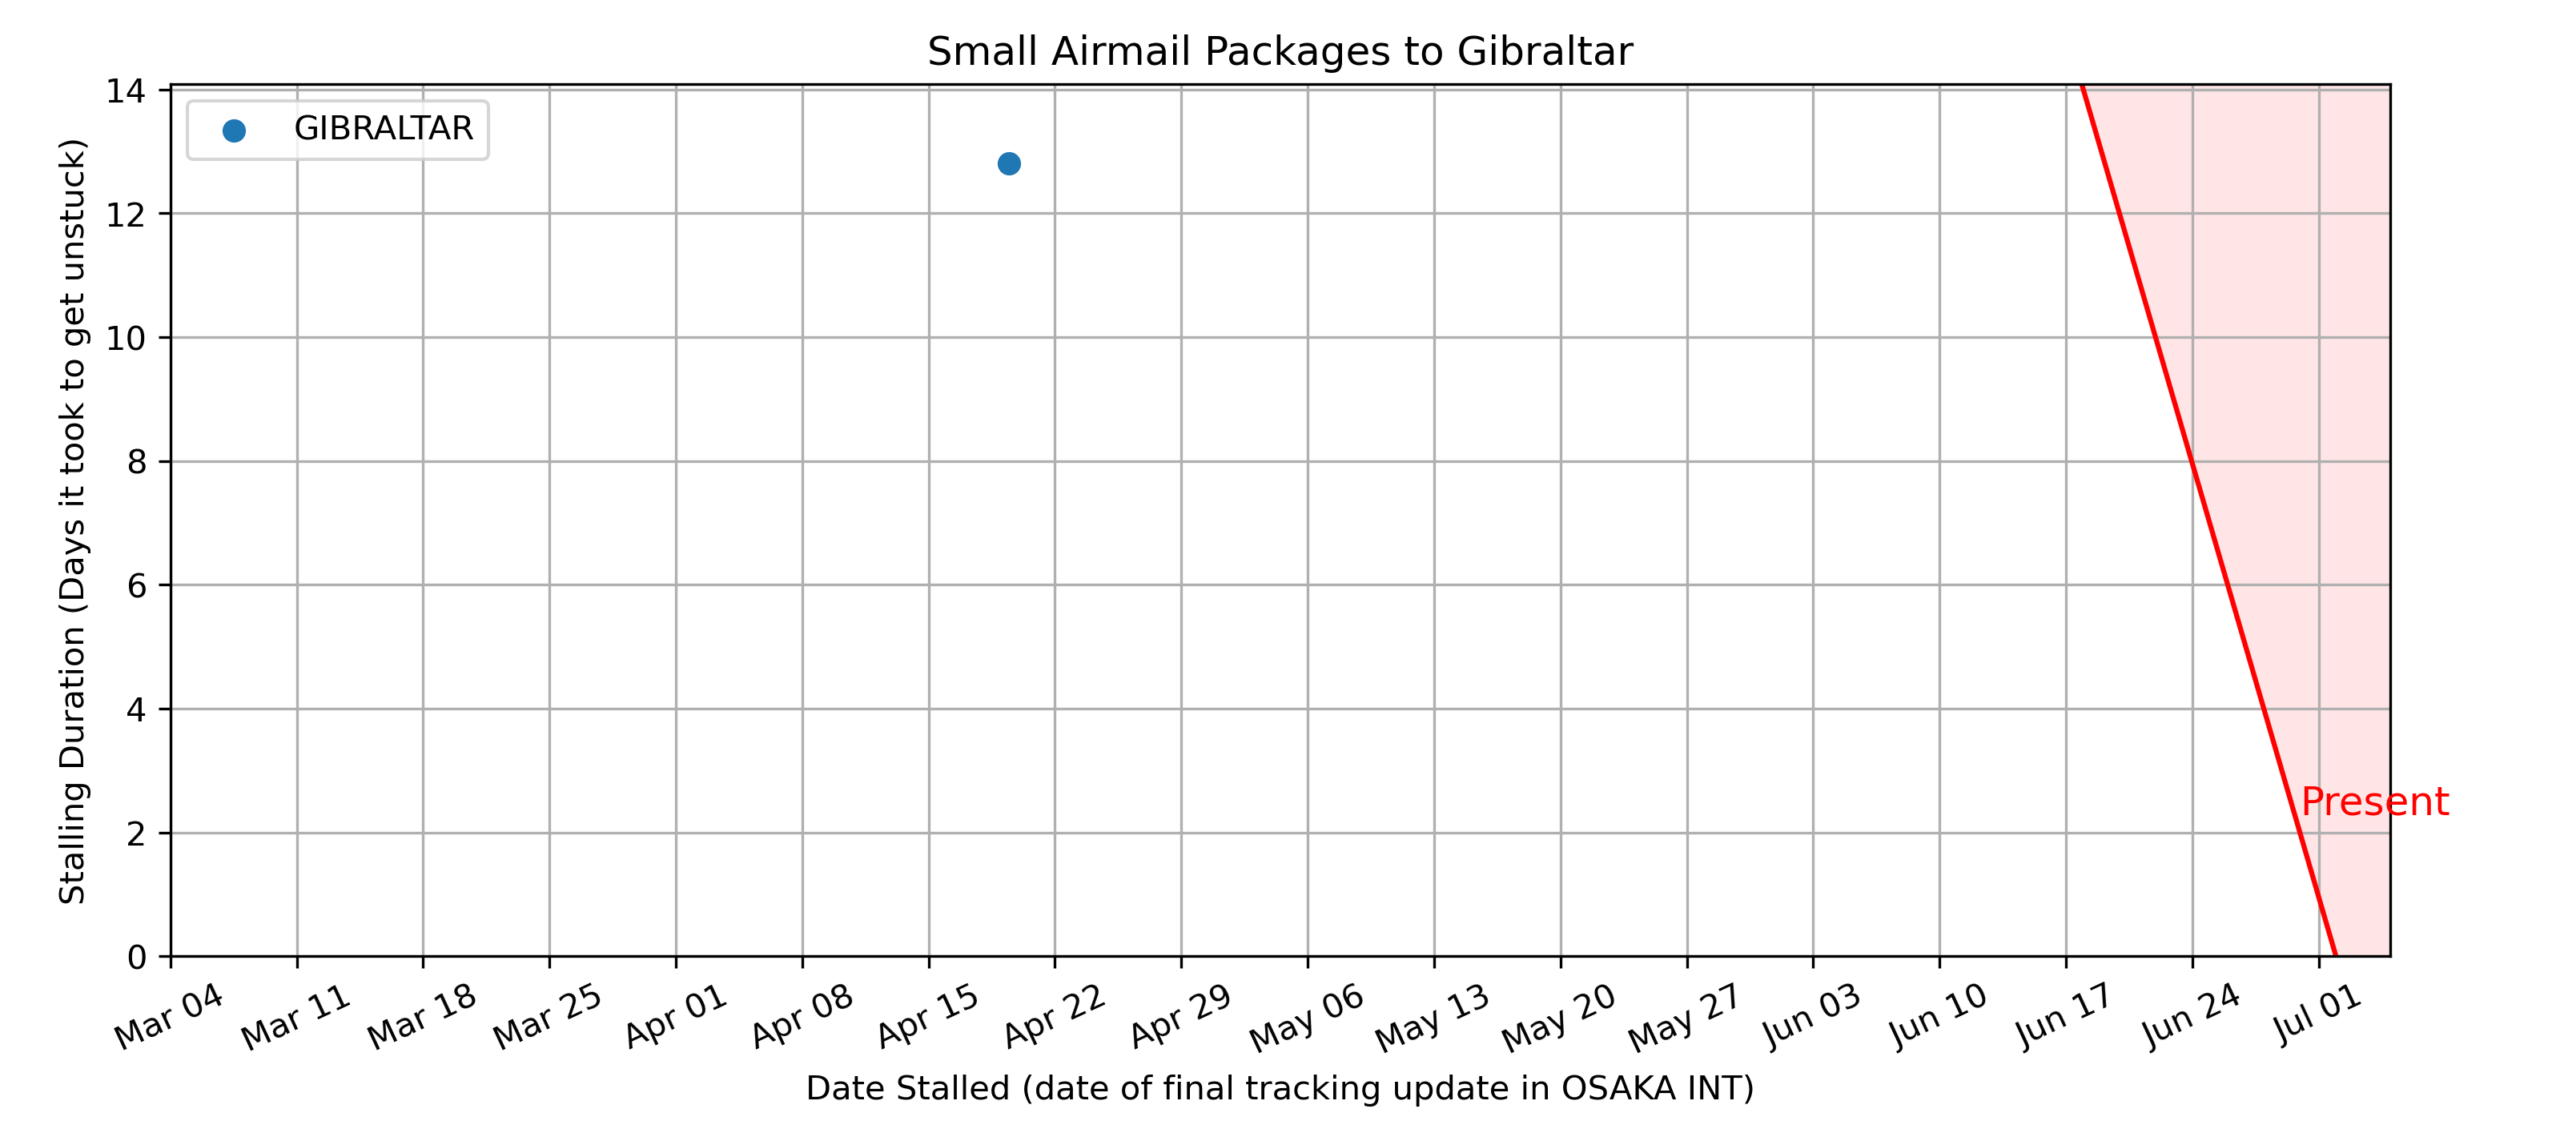 Small Airmail Packages to Gibraltar
GIBRALTAR
Stalling Duration (Days it took to get unstuck)
14
12
10
8
6
4
2
0
Present
Mar 04
Mar 11
Mar 18
Mar 25
Apr 01
Apr 08
Apr 15
Apr 22
Apr 29
May 06
May 13
May 20
May 27
Jun 03
Jun 10
Jun 17
Jun 24
Jul 01
Date Stalled (date of final tracking update in OSAKA INT)